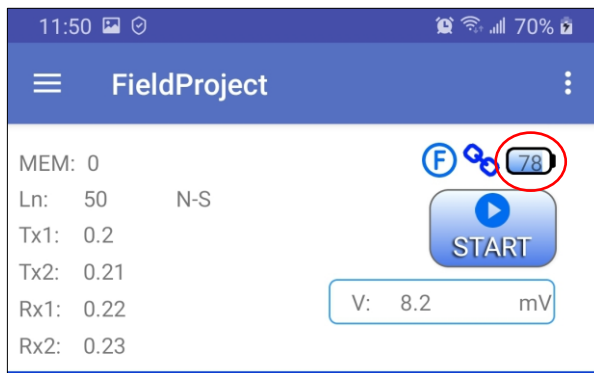 11:50 70%
FieldProject
MEM: 0 F 78
Ln: 50 N-S
Tx1: 0.2 START
Tx2: 0.21
Rx1: 0.22 V: 8.2 mV
Rx2: 0.23